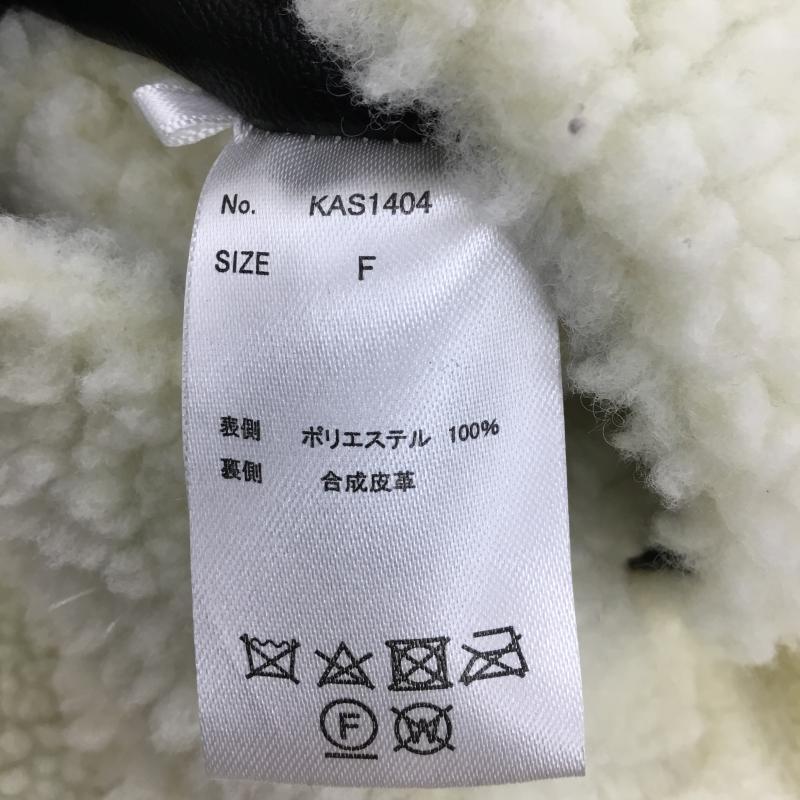 No. KAS1404
SIZE F
表側 ポリエステル 100%
裏側 合成皮革
F
W